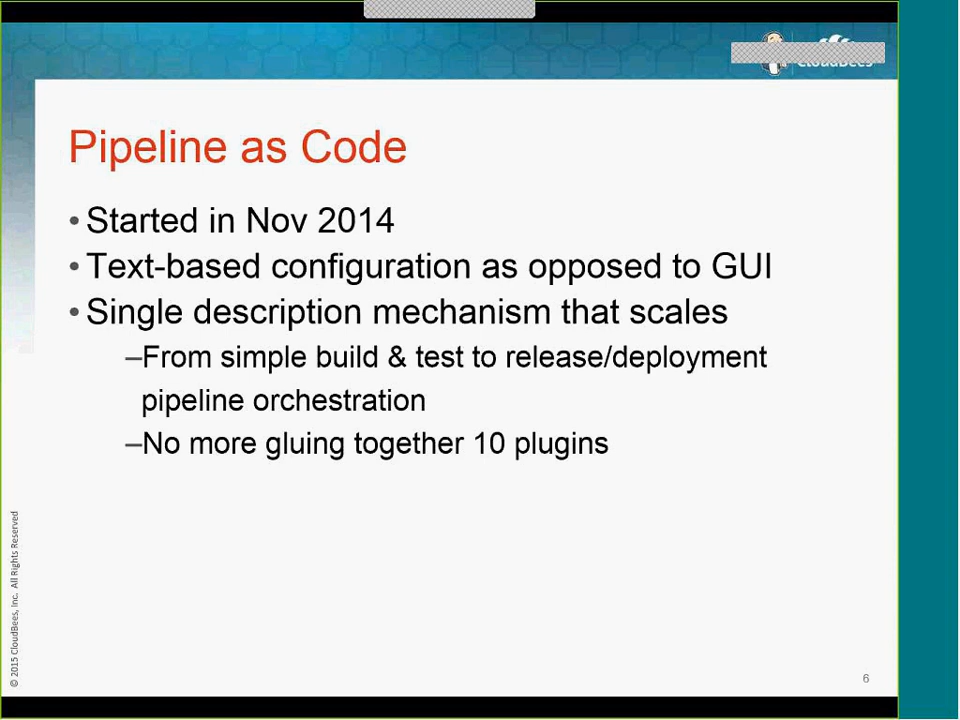 CloudBees
Pipeline as Code
• Started in Nov 2014
• Text-based configuration as opposed to GUI
• Single description mechanism that scales
–From simple build & test to release/deployment
pipeline orchestration
–No more gluing together 10 plugins
© 2015 CloudBees, Inc. All Rights Reserved
6